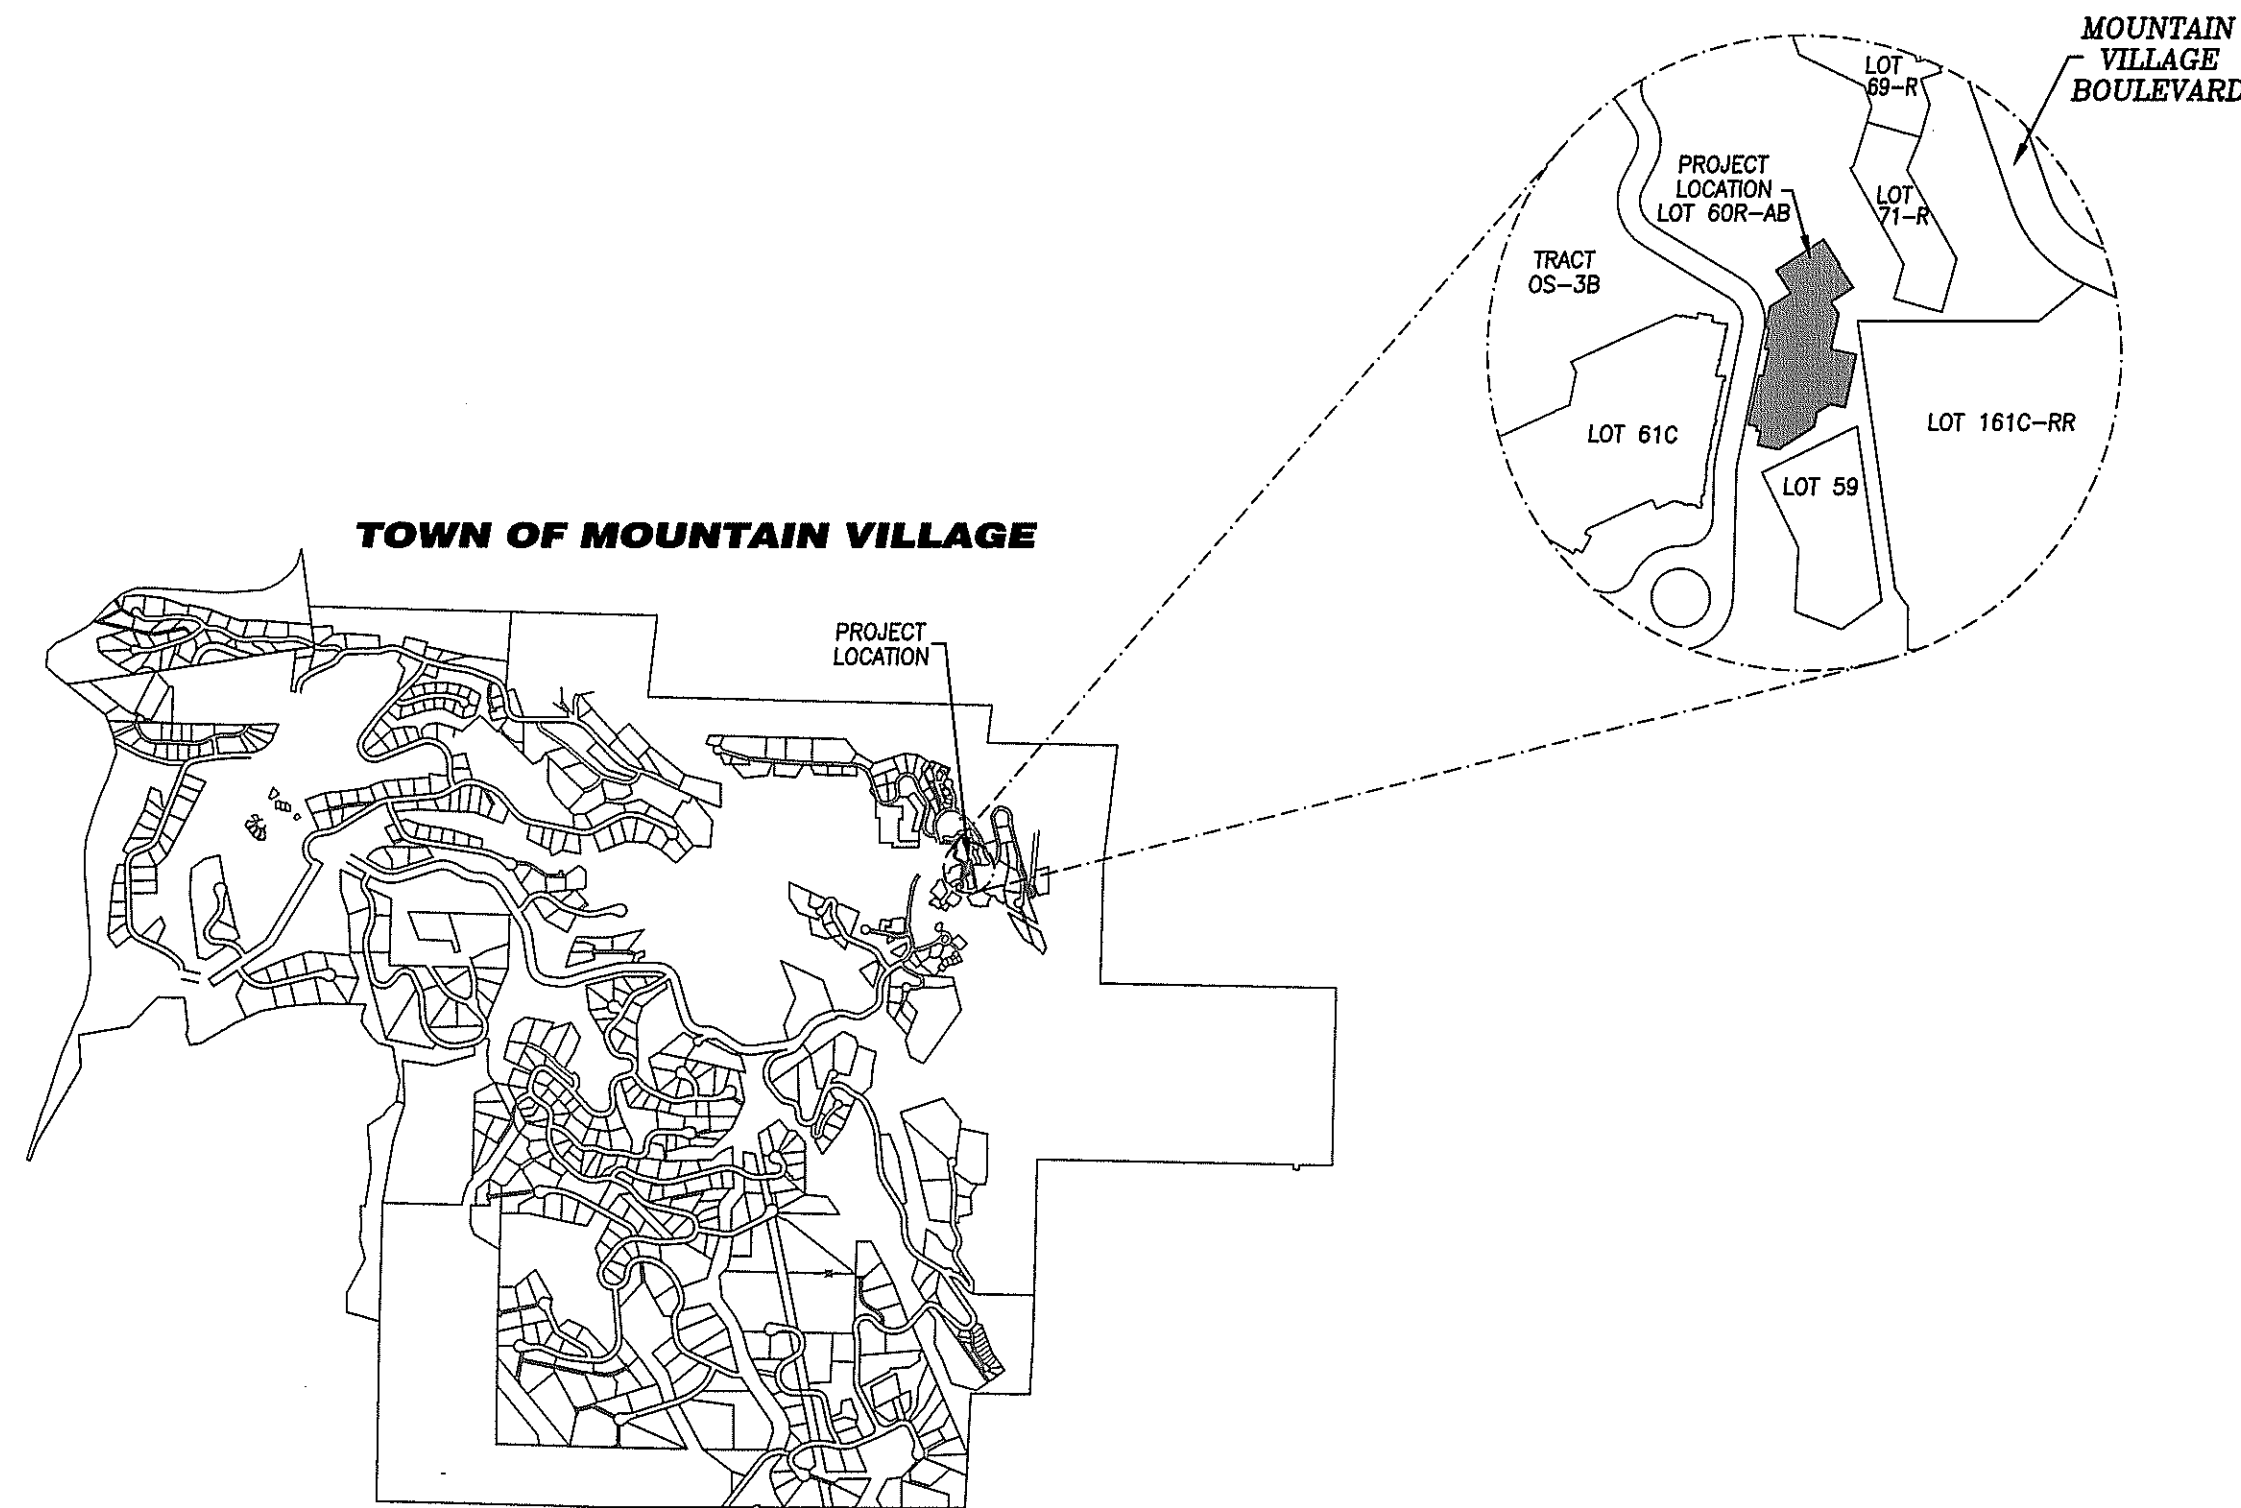 MOUNTAIN
VILLAGE
BOULEVARD
LOT
69-R
PROJECT
LOCATION
LOT 60R-AB
LOT
71-R
TRACT
OS-3B
LOT 61C
LOT 161C-RR
LOT 59
TOWN OF MOUNTAIN VILLAGE
PROJECT
LOCATION